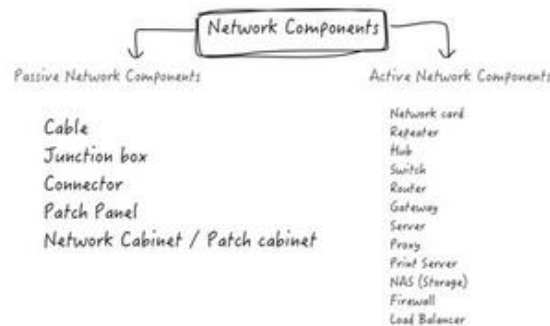 Network Components
Passive Network Components
Cable
Junction box
Connector
Patch Panel
Network Cabinet / Patch cabinet
Active Network Components
Network card
Repeater
Hub
Switch
Router
Gateway
Server
Proxy
Print Server
NAS (Storage)
Firewall
Load Balancer